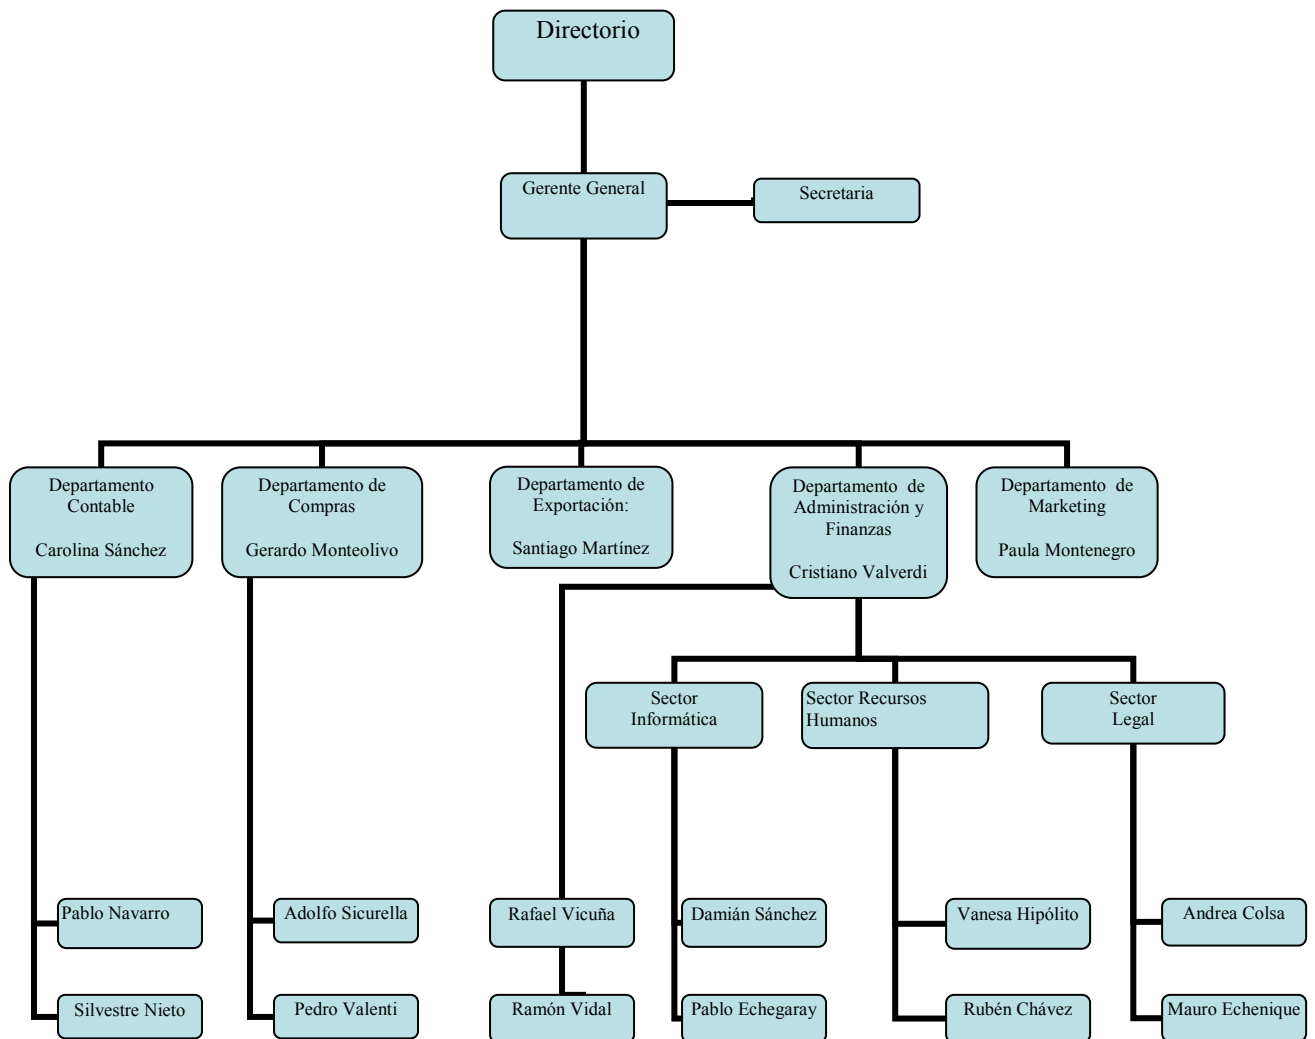 Directorio
Gerente General
Secretaria
Departamento
Contable
Carolina Sánchez
Departamento de
Compras
Gerardo Monteolivo
Departamento de
Exportación:
Santiago Martínez
Departamento de
Administración y
Finanzas
Cristiano Valverdi
Departamento de
Marketing
Paula Montenegro
Sector
Informática
Sector Recursos
Humanos
Sector
Legal
Pablo Navarro
Adolfo Sicurella
Rafael Vicuña
Damián Sánchez
Vanesa Hipólito
Andrea Colsa
Silvestre Nieto
Pedro Valenti
Ramón Vidal
Pablo Echegaray
Rubén Chávez
Mauro Echenique